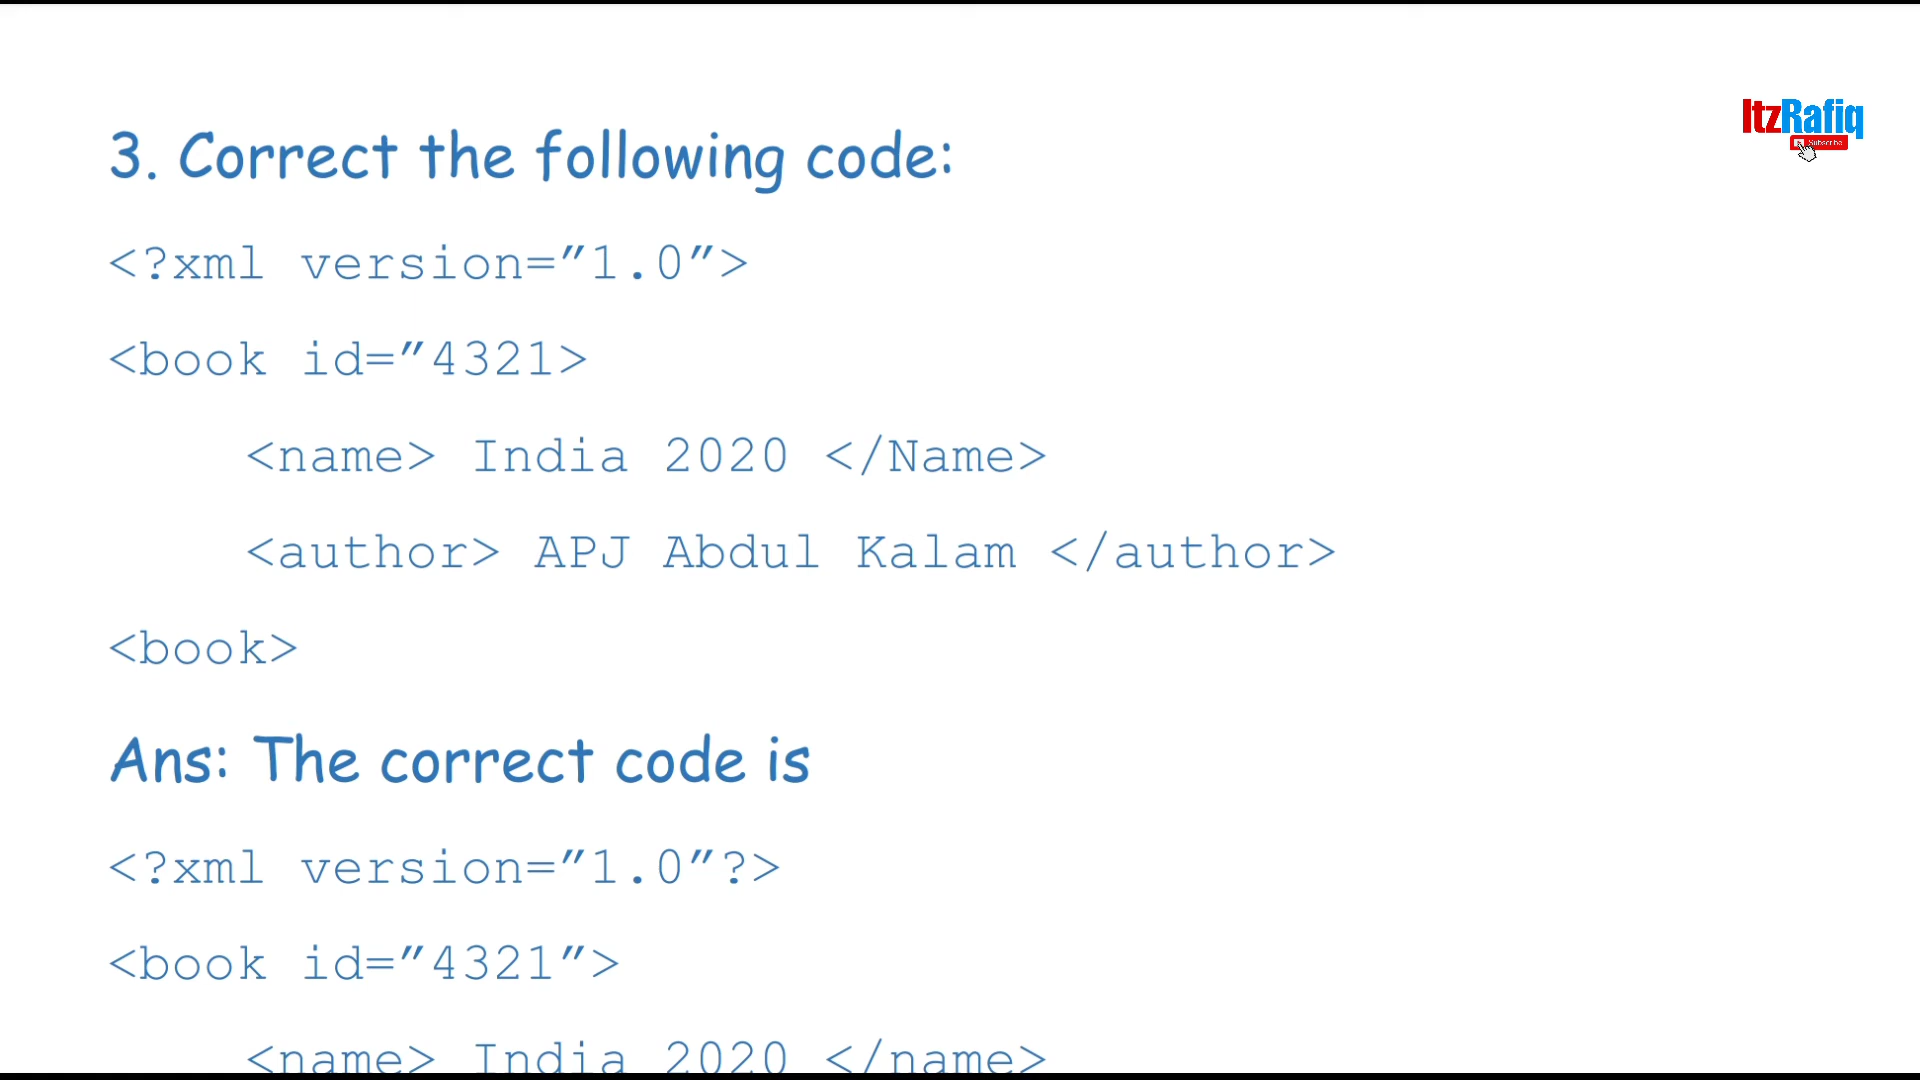 ItzRafiq
Subscribe
3. Correct the following code:
<?xml version=”1.0”>
<book id=”4321>
<name> India 2020 </Name>
<author> APJ Abdul Kalam </author>
<book>
Ans: The correct code is
<?xml version=”1.0”?>
<book id=”4321”>
<name> India 2020 </name>